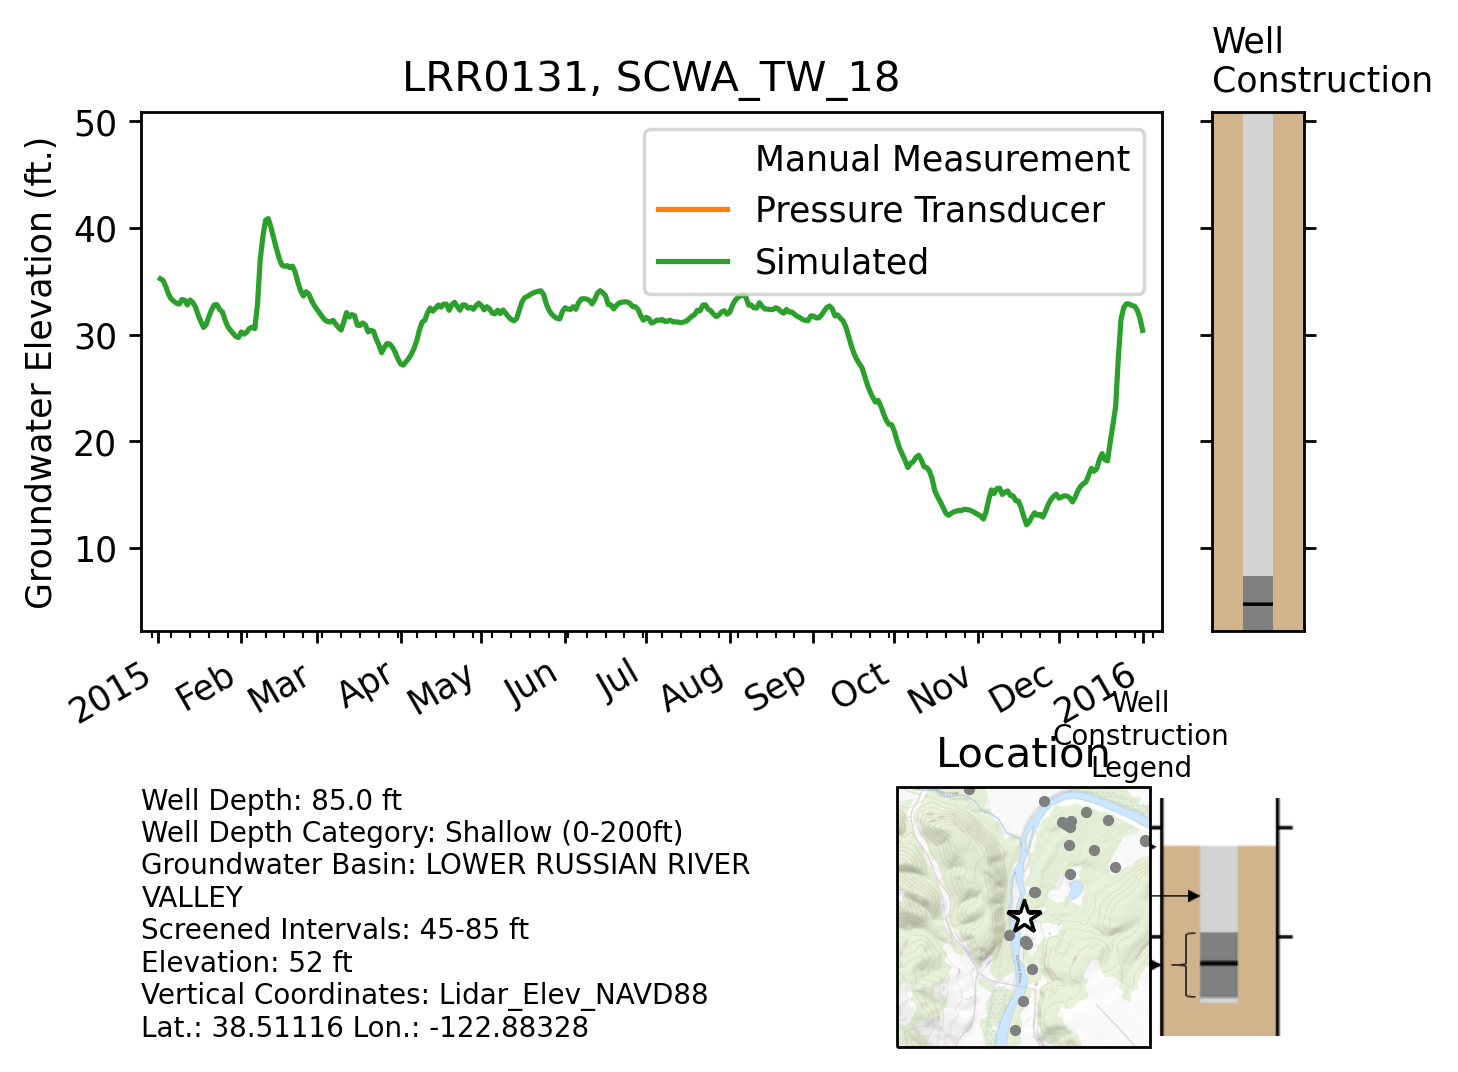 Well
Construction
LRR0131, SCWA_TW_18
Groundwater Elevation (ft.)
50
40
30
20
10
Manual Measurement
Pressure Transducer
Simulated
2015
Feb
Mar
Apr
May
Jun
Jul
Aug
Sep
Oct
Nov
Dec
2016
Well
Construction
Legend
Location
Well Depth: 85.0 ft
Well Depth Category: Shallow (0-200ft)
Groundwater Basin: LOWER RUSSIAN RIVER
VALLEY
Screened Intervals: 45-85 ft
Elevation: 52 ft
Vertical Coordinates: Lidar_Elev_NAVD88
Lat.: 38.51116 Lon.: -122.88328